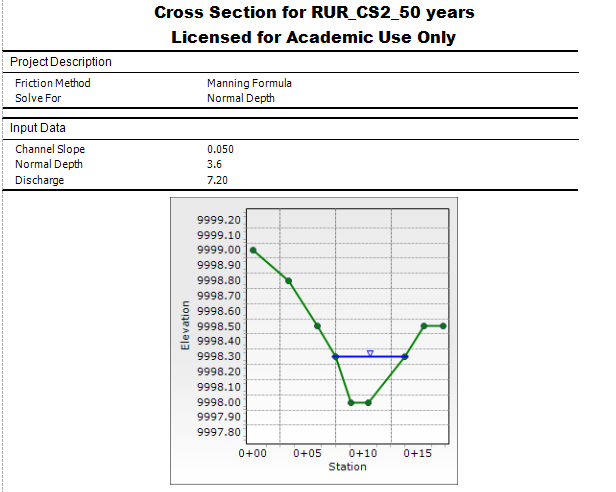 Cross Section for RUR_CS2_50 years
Licensed for Academic Use Only
Project Description
Friction Method Manning Formula
Solve For Normal Depth
Input Data
Channel Slope 0.050
Normal Depth 3.6
Discharge 7.20
9999.20
9999.10
9999.00
9998.90
9998.80
9998.70
9998.60
9998.50
9998.40
9998.30
9998.20
9998.10
9998.00
9997.90
9997.80
Elevation
0+00 0+05 0+10 0+15
Station